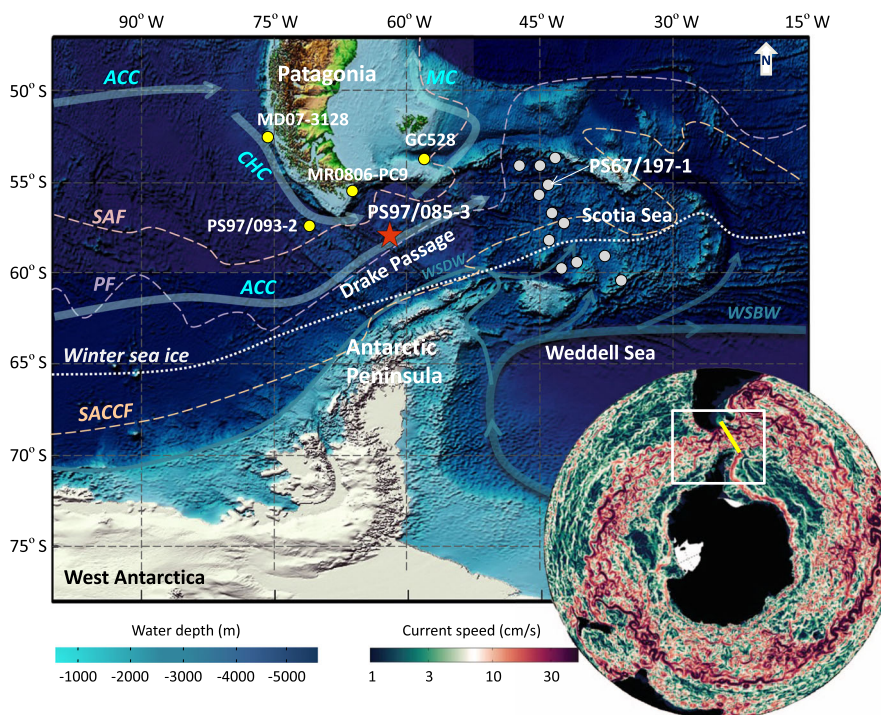 90° W 75° W 60° W 45° W 30° W 15° W
N
ACC Patagonia MC
50° S
MD07-3128
GC528
CHC
MR0806-PC9
PS67/197-1
55° S
SAF
PS97/085-3
PS97/093-2
Scotia Sea
Drake Passage
WSDW
60° S
PF
ACC
WSBW
Winter sea ice
Antarctic
Peninsula
Weddell Sea
65° S
SACCF
70° S
75° S
West Antarctica
Water depth (m)
-1000 -2000 -3000 -4000 -5000
Current speed (cm/s)
1 3 10 30